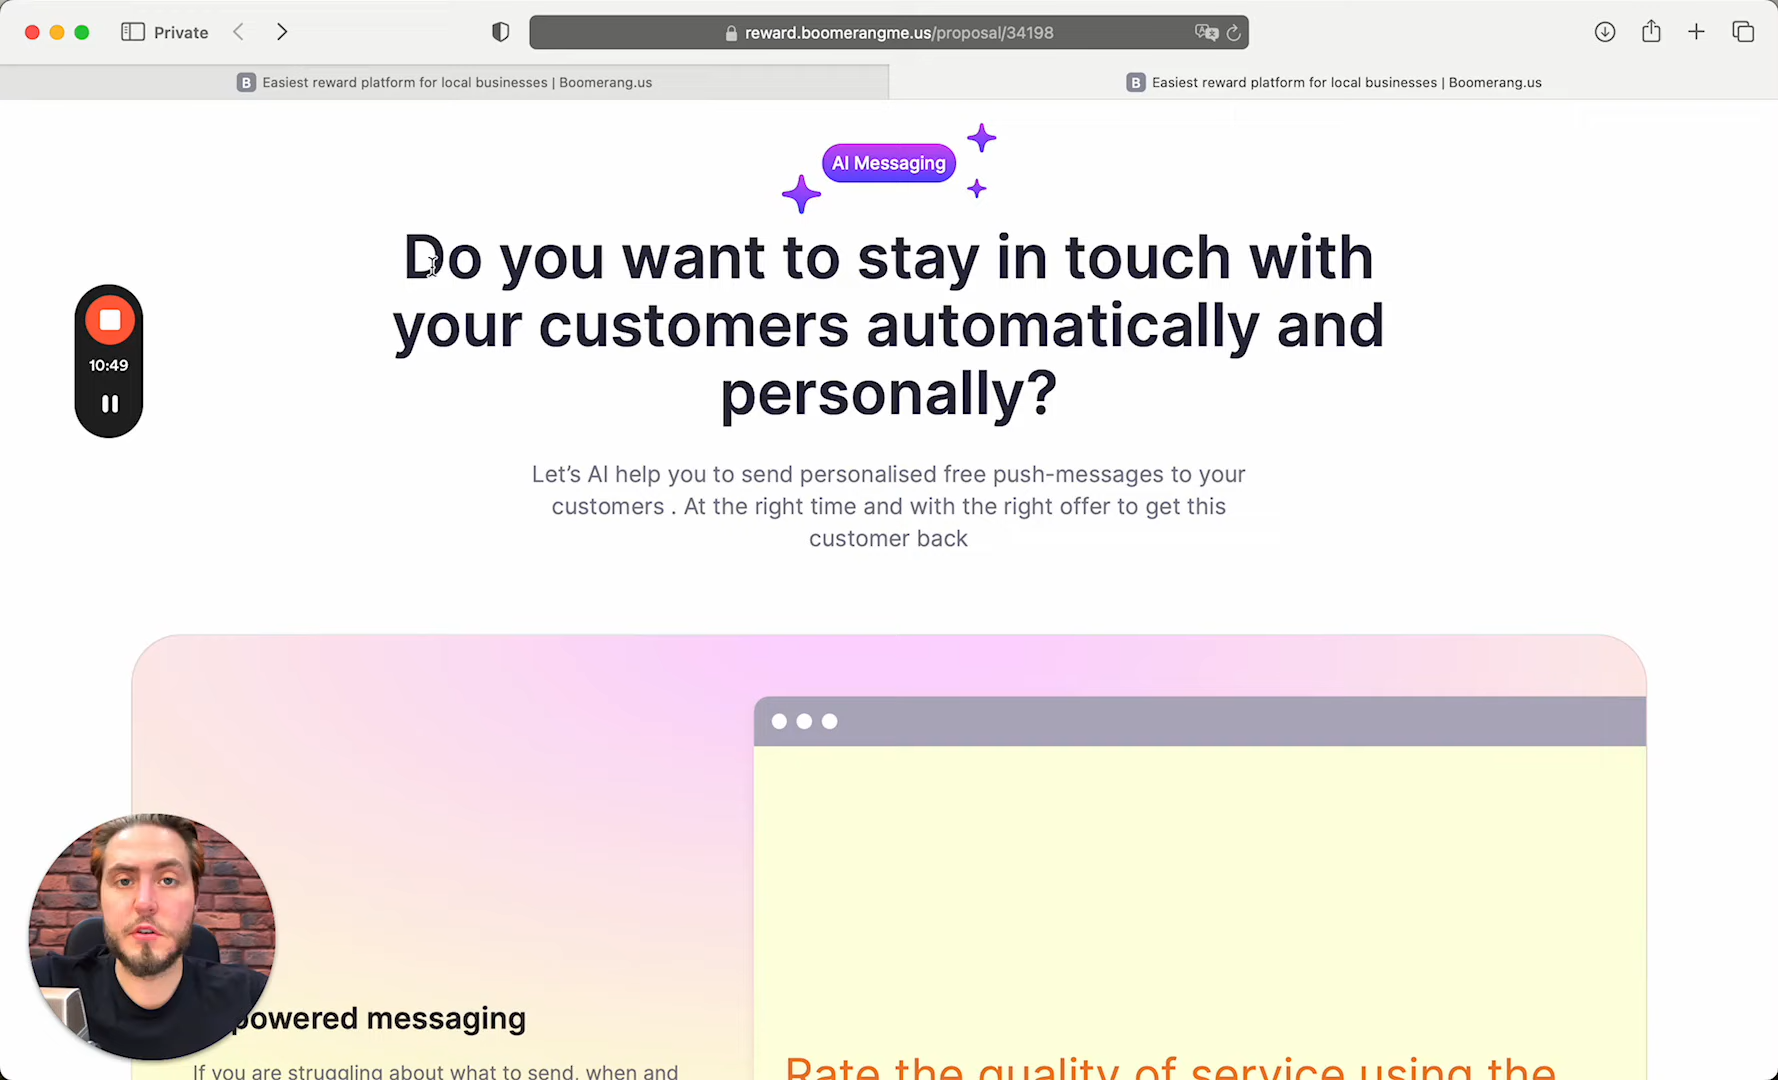 Private
reward.boomerangme.us/proposal/34198
B Easiest reward platform for local businesses | Boomerang.us
B Easiest reward platform for local businesses | Boomerang.us
AI Messaging
Do you want to stay in touch with
your customers automatically and
personally?
10:49
Let's AI help you to send personalised free push-messages to your
customers . At the right time and with the right offer to get this
customer back
powered messaging
If you are struggling about what to send, when and
Rate the quality of service using the